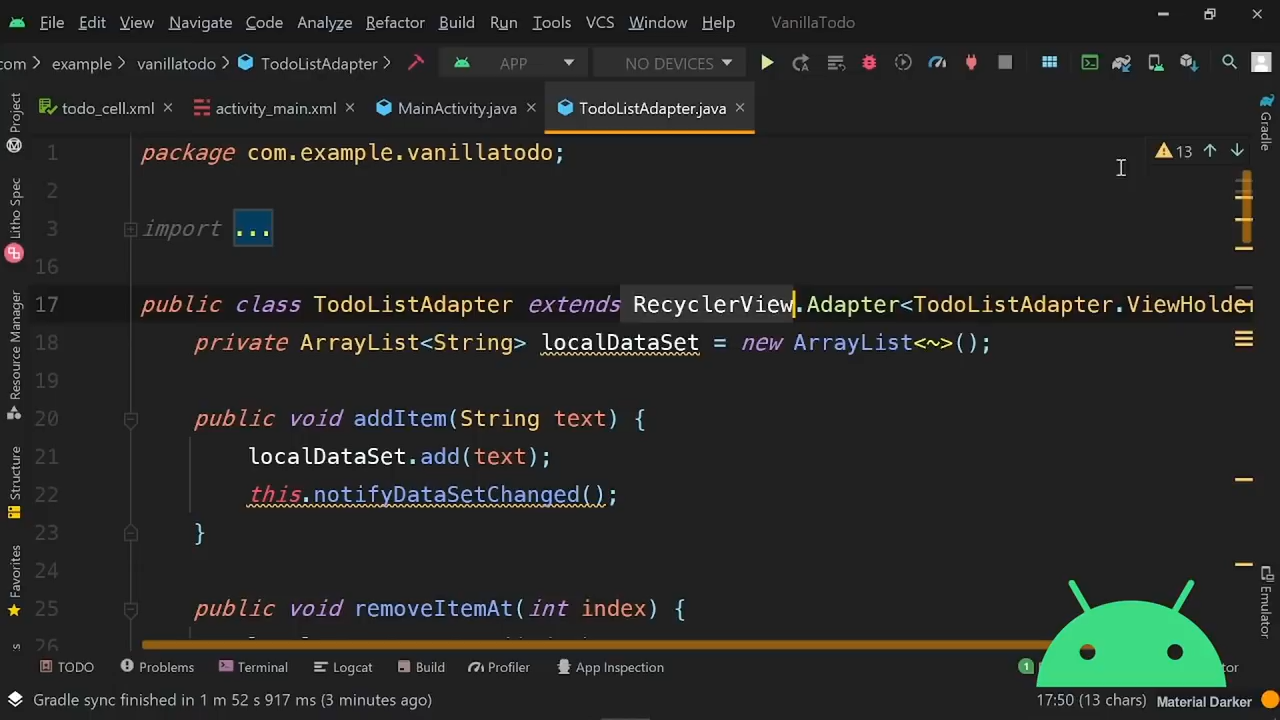 File Edit View Navigate Code Analyze Refactor Build Run Tools VCS Window Help VanillaTodo
com example vanillatodo TodoListAdapter APP NO DEVICES
todo_cell.xml activity_main.xml MainActivity.java TodoListAdapter.java
1 package com.example.vanillatodo;
13
2
3 import ...
16
17 public class TodoListAdapter extends RecyclerView.Adapter<TodoListAdapter.ViewHolde
18 private ArrayList<String> localDataSet = new ArrayList<~>();
19
20 public void addItem(String text) {
21 localDataSet.add(text);
22 this.notifyDataSetChanged();
23 }
24
25 public void removeItemAt(int index) {
26
Project
Litho Spec
Resource Manager
Structure
Favorites
Gradle
Emulator
TODO Problems Terminal Logcat Build Profiler App Inspection 1
Gradle sync finished in 1 m 52 s 917 ms (3 minutes ago) 17:50 (13 chars) Material Darker